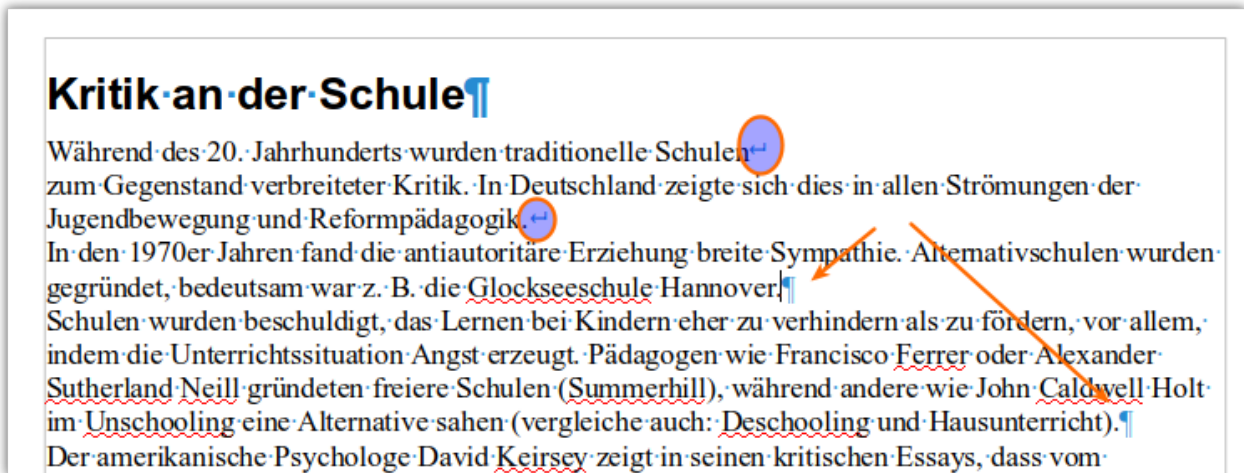 Kritik an der Schule¶
Während des 20. Jahrhunderts wurden traditionelle Schulen↵
zum Gegenstand verbreiteter Kritik. In Deutschland zeigte sich dies in allen Strömungen der
Jugendbewegung und Reformpädagogik.↵
In den 1970er Jahren fand die antiautoritäre Erziehung breite Sympathie. Alternativschulen wurden
gegründet, bedeutsam war z. B. die Glockseeschule Hannover.¶
Schulen wurden beschuldigt, das Lernen bei Kindern eher zu verhindern als zu fördern, vor allem,
indem die Unterrichtssituation Angst erzeugt. Pädagogen wie Francisco Ferrer oder Alexander
Sutherland Neill gründeten freiere Schulen (Summerhill), während andere wie John Caldwell Holt
im Unschooling eine Alternative sahen (vergleiche auch: Deschooling und Hausunterricht).¶
Der amerikanische Psychologe David Keirsey zeigt in seinen kritischen Essays, dass vom